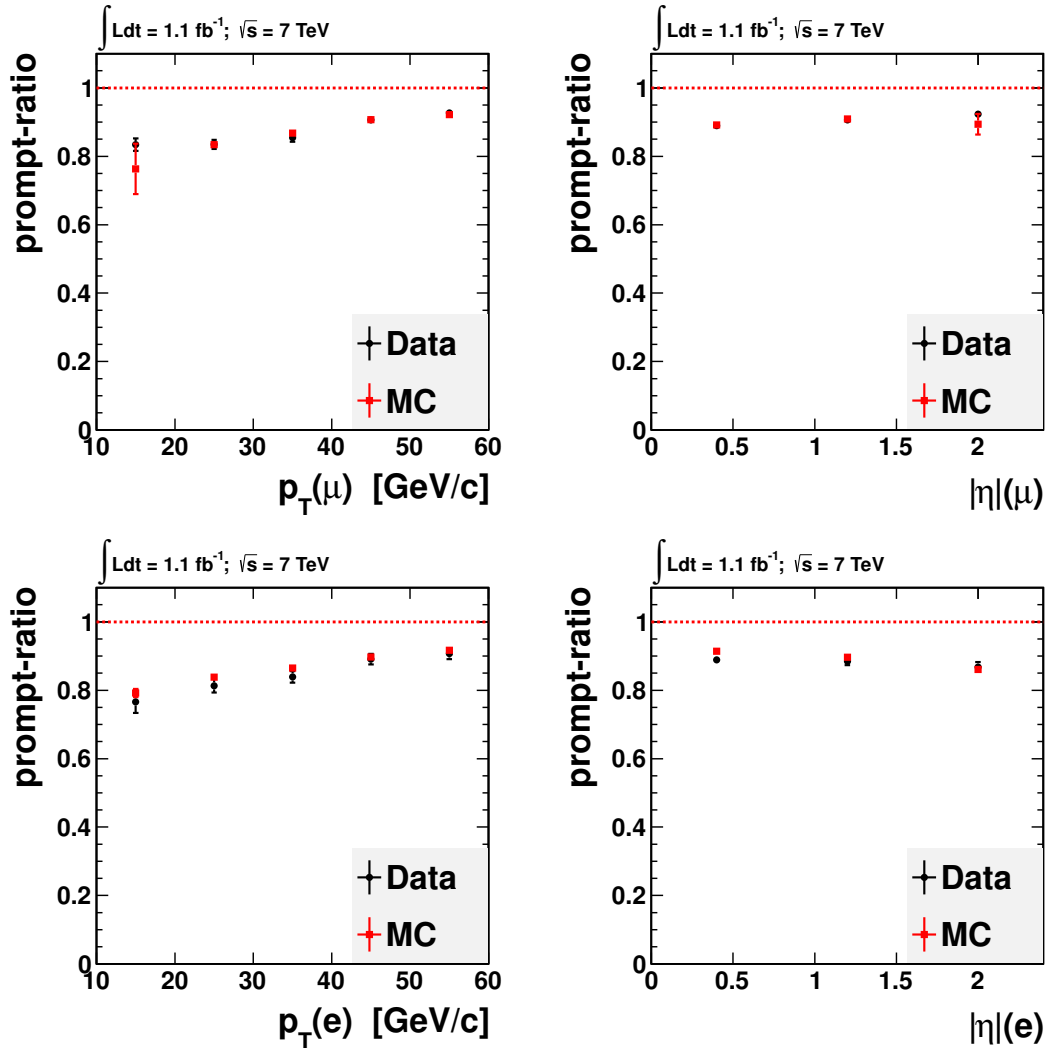 ∫ Ldt = 1.1 fb⁻¹; √s = 7 TeV
prompt-ratio
1
0.8
0.6
0.4
0.2
0
Data
MC
10 20 30 40 50 60
p_T(μ) [GeV/c]
∫ Ldt = 1.1 fb⁻¹; √s = 7 TeV
prompt-ratio
1
0.8
0.6
0.4
0.2
0
Data
MC
0 0.5 1 1.5 2
|η|(μ)
∫ Ldt = 1.1 fb⁻¹; √s = 7 TeV
prompt-ratio
1
0.8
0.6
0.4
0.2
0
Data
MC
10 20 30 40 50 60
p_T(e) [GeV/c]
∫ Ldt = 1.1 fb⁻¹; √s = 7 TeV
prompt-ratio
1
0.8
0.6
0.4
0.2
0
Data
MC
0 0.5 1 1.5 2
|η|(e)